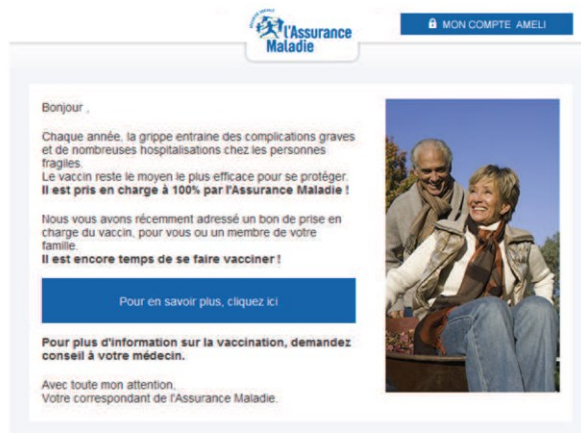 l'Assurance
Maladie
MON COMPTE AMELI
Bonjour ,
Chaque année, la grippe entraine des complications graves
et de nombreuses hospitalisations chez les personnes
fragiles.
Le vaccin reste le moyen le plus efficace pour se protéger.
Il est pris en charge à 100% par l'Assurance Maladie !
Nous vous avons récemment adressé un bon de prise en
charge du vaccin, pour vous ou un membre de votre
famille.
Il est encore temps de se faire vacciner !
Pour en savoir plus, cliquez ici
Pour plus d'information sur la vaccination, demandez
conseil à votre médecin.
Avec toute mon attention,
Votre correspondant de l'Assurance Maladie.